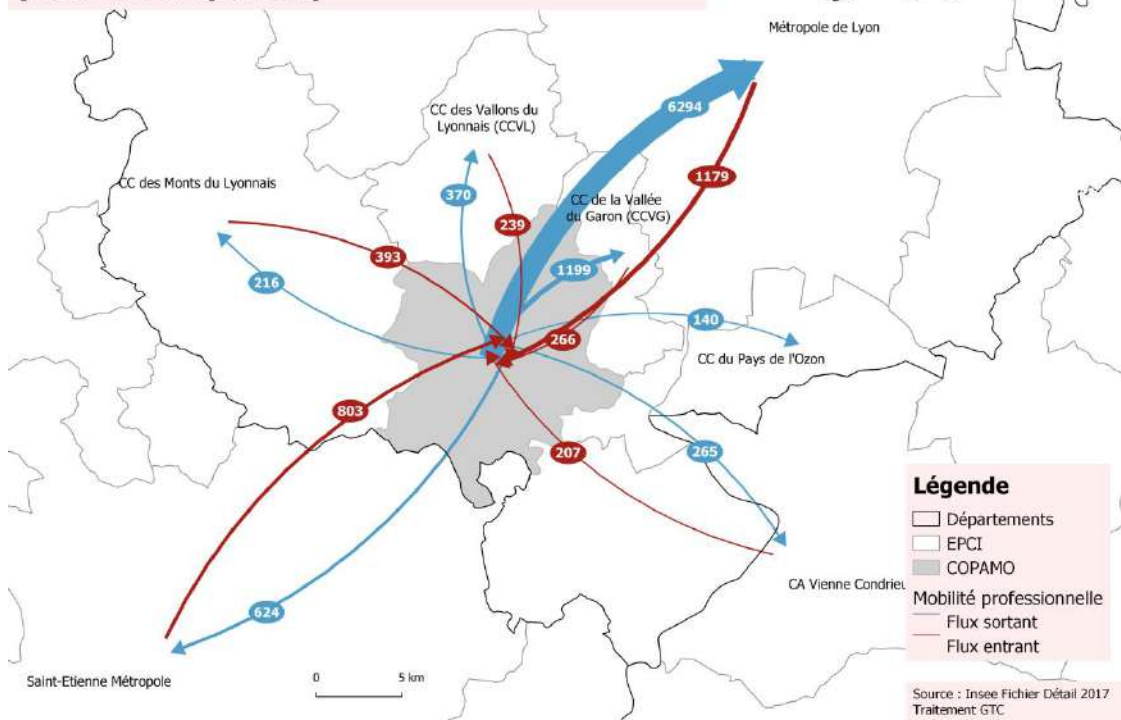 Métropole de Lyon
6294
CC des Vallons du
Lyonnais (CCVL)
1179
CC des Monts du Lyonnais
370
CC de la Vallée
du Garon (CCVG)
239
393
1199
216
140
266
CC du Pays de l'Ozon
803
207
265
Légende
Départements
EPCI
COPAMO
Mobilité professionnelle
Flux sortant
Flux entrant
CA Vienne Condrieu
624
Saint-Etienne Métropole
0 5 km
Source : Insee Fichier Détail 2017
Traitement GTC